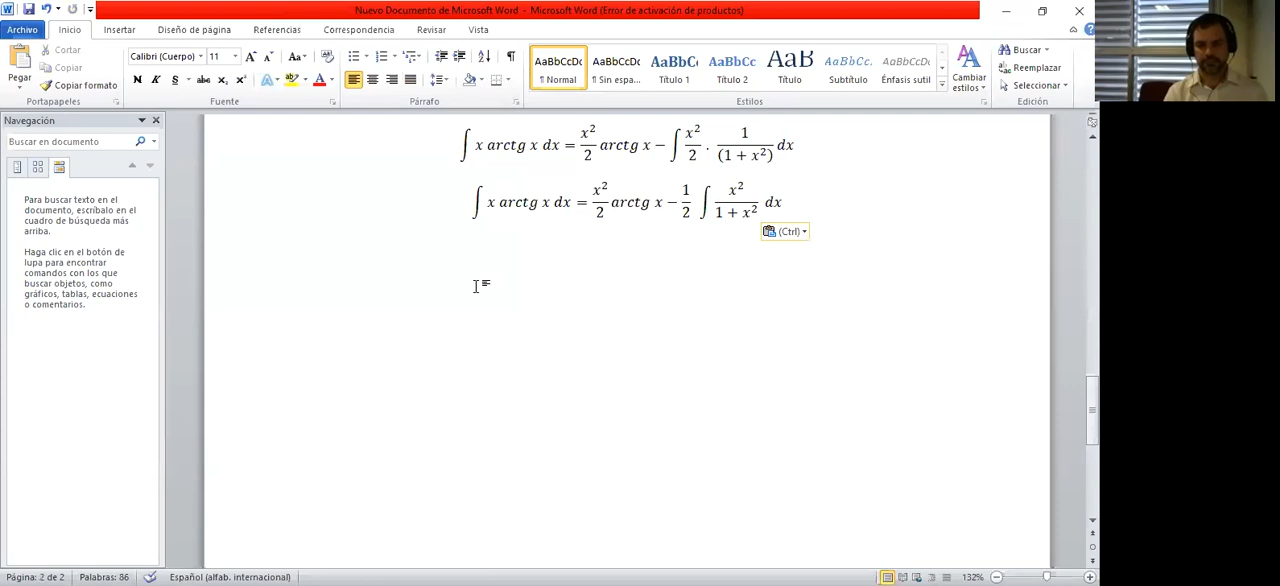 Nuevo Documento de Microsoft Word - Microsoft Word (Error de activación de productos)
Archivo Inicio Insertar Diseño de página Referencias Correspondencia Revisar Vista
Pegar
Cortar
Copiar
Copiar formato
Portapapeles
Calibri (Cuerpo) 11
Fuente
Párrafo
AaBbCcDc AaBbCcDc AaBbC( AaBbCc AaB AaBbCc. AaBbCcDc
¶ Normal ¶ Sin espa... Título 1 Título 2 Título Subtítulo Énfasis sutil
Cambiar estilos
Estilos
Buscar
Reemplazar
Seleccionar
Edición
Navegación
Buscar en documento
Para buscar texto en el
documento, escríbalo en el
cuadro de búsqueda más
arriba.
Haga clic en el botón de
lupa para encontrar
comandos con los que
buscar objetos, como
gráficos, tablas, ecuaciones
o comentarios.
∫ x arctg x dx = x²/2 arctg x − ∫ x²/2 . 1/(1 + x²) dx
∫ x arctg x dx = x²/2 arctg x − 1/2 ∫ x²/1 + x² dx
(Ctrl)
Página: 2 de 2 Palabras: 86 Español (alfab. internacional) 132%